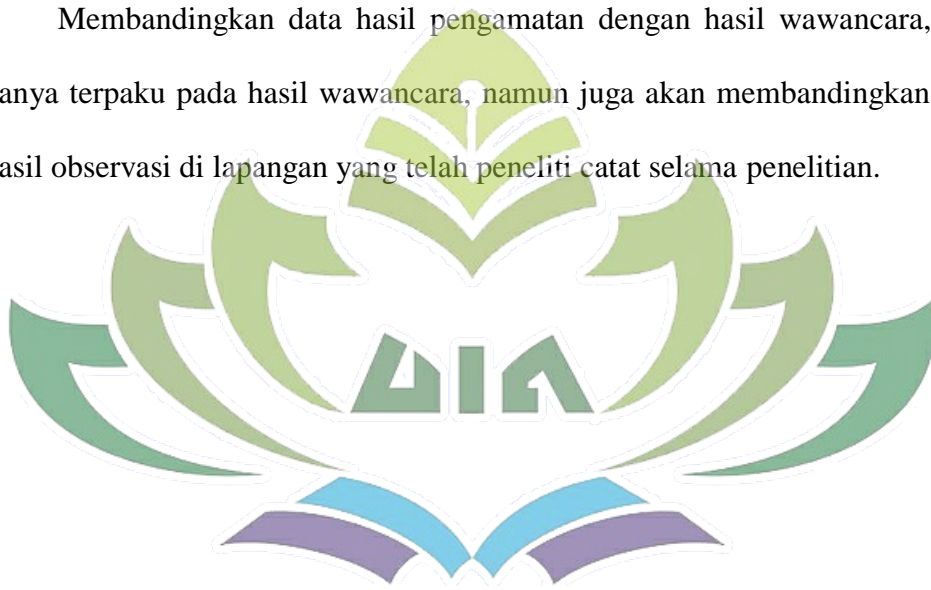 Membandingkan data hasil pengamatan dengan hasil wawancara,
anya terpaku pada hasil wawancara, namun juga akan membandingkan
asil observasi di lapangan yang telah peneliti catat selama penelitian.
UIN